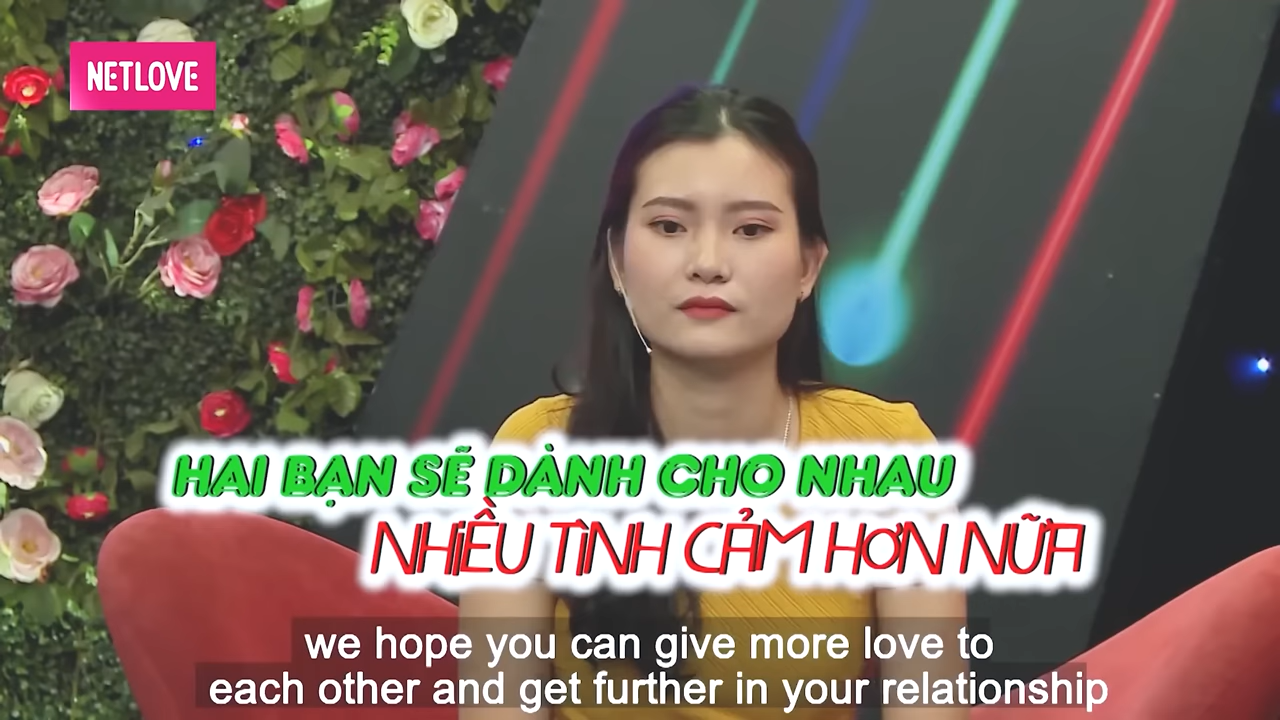 NETLOVE
HAI BẠN SẼ DÀNH CHO NHAU
NHIỀU TÌNH CẢM HƠN NỮA
we hope you can give more love to
each other and get further in your relationship